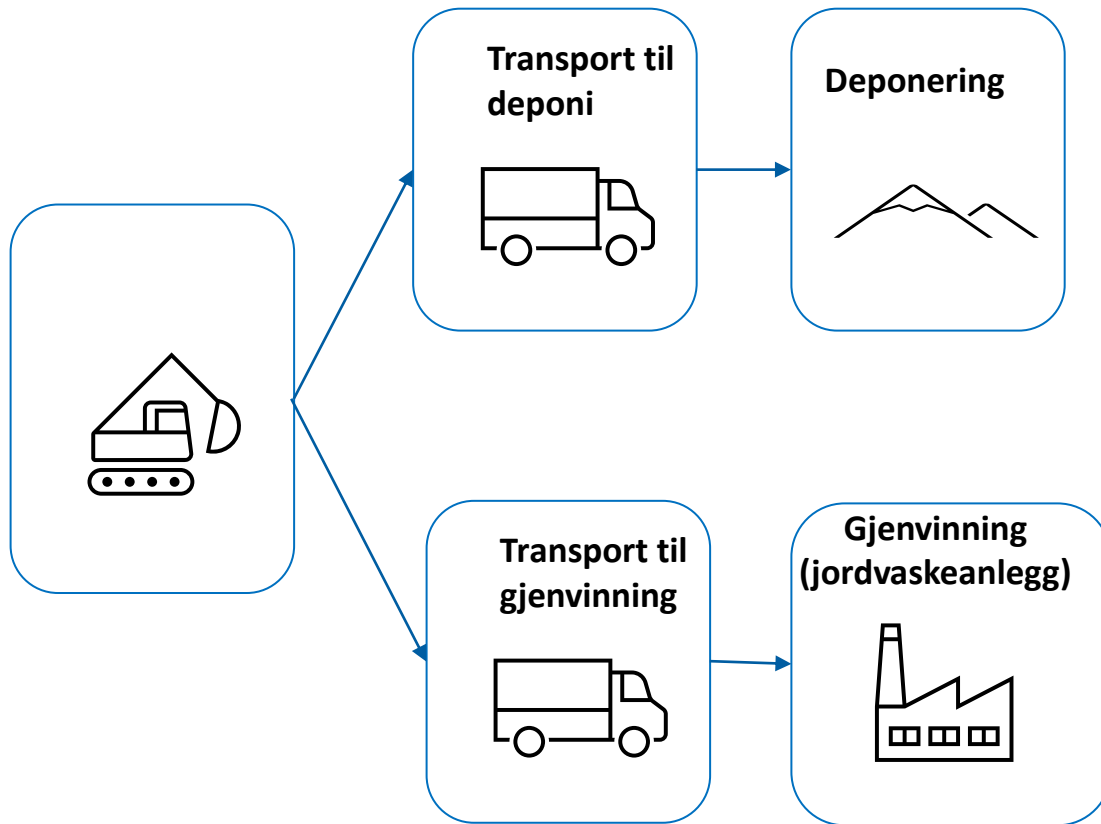 Transport til
deponi
Deponering
Transport til
gjenvinning
Gjenvinning
(jordvaskeanlegg)